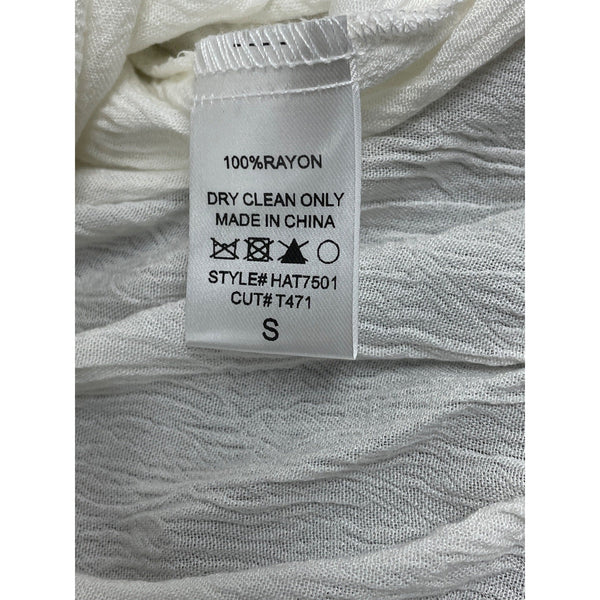 100%RAYON
DRY CLEAN ONLY
MADE IN CHINA
STYLE# HAT7501
CUT# T471
S